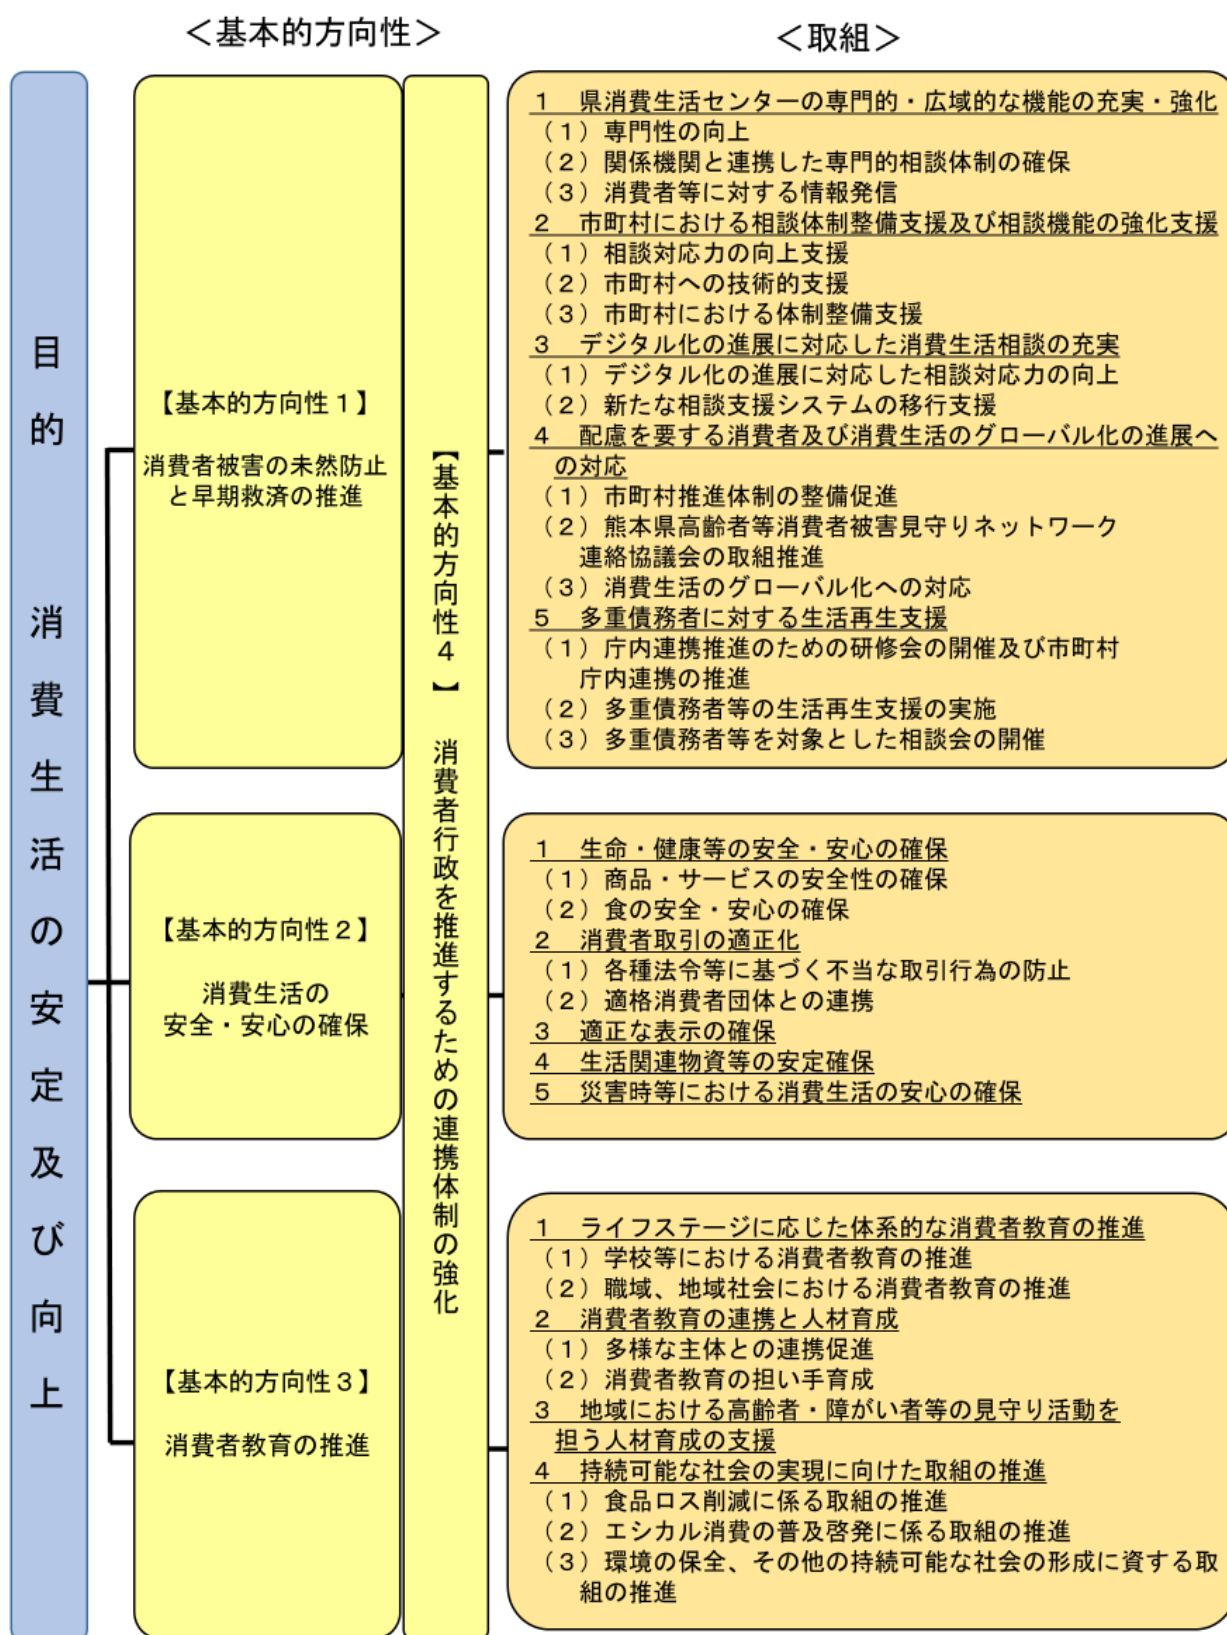 ＜基本的方向性＞
＜取組＞
目的　消費生活の安定及び向上
【基本的方向性１】
消費者被害の未然防止
と早期救済の推進
【基本的方向性２】
消費生活の
安全・安心の確保
【基本的方向性３】
消費者教育の推進
【基本的方向性４】　消費者行政を推進するための連携体制の強化
１　県消費生活センターの専門的・広域的な機能の充実・強化
（１）専門性の向上
（２）関係機関と連携した専門的相談体制の確保
（３）消費者等に対する情報発信
２　市町村における相談体制整備支援及び相談機能の強化支援
（１）相談対応力の向上支援
（２）市町村への技術的支援
（３）市町村における体制整備支援
３　デジタル化の進展に対応した消費生活相談の充実
（１）デジタル化の進展に対応した相談対応力の向上
（２）新たな相談支援システムの移行支援
４　配慮を要する消費者及び消費生活のグローバル化の進展へ
の対応
（１）市町村推進体制の整備促進
（２）熊本県高齢者等消費者被害見守りネットワーク
連絡協議会の取組推進
（３）消費生活のグローバル化への対応
５　多重債務者に対する生活再生支援
（１）庁内連携推進のための研修会の開催及び市町村
庁内連携の推進
（２）多重債務者等の生活再生支援の実施
（３）多重債務者等を対象とした相談会の開催
１　生命・健康等の安全・安心の確保
（１）商品・サービスの安全性の確保
（２）食の安全・安心の確保
２　消費者取引の適正化
（１）各種法令等に基づく不当な取引行為の防止
（２）適格消費者団体との連携
３　適正な表示の確保
４　生活関連物資等の安定確保
５　災害時等における消費生活の安心の確保
１　ライフステージに応じた体系的な消費者教育の推進
（１）学校等における消費者教育の推進
（２）職域、地域社会における消費者教育の推進
２　消費者教育の連携と人材育成
（１）多様な主体との連携促進
（２）消費者教育の担い手育成
３　地域における高齢者・障がい者等の見守り活動を
担う人材育成の支援
４　持続可能な社会の実現に向けた取組の推進
（１）食品ロス削減に係る取組の推進
（２）エシカル消費の普及啓発に係る取組の推進
（３）環境の保全、その他の持続可能な社会の形成に資する取
組の推進